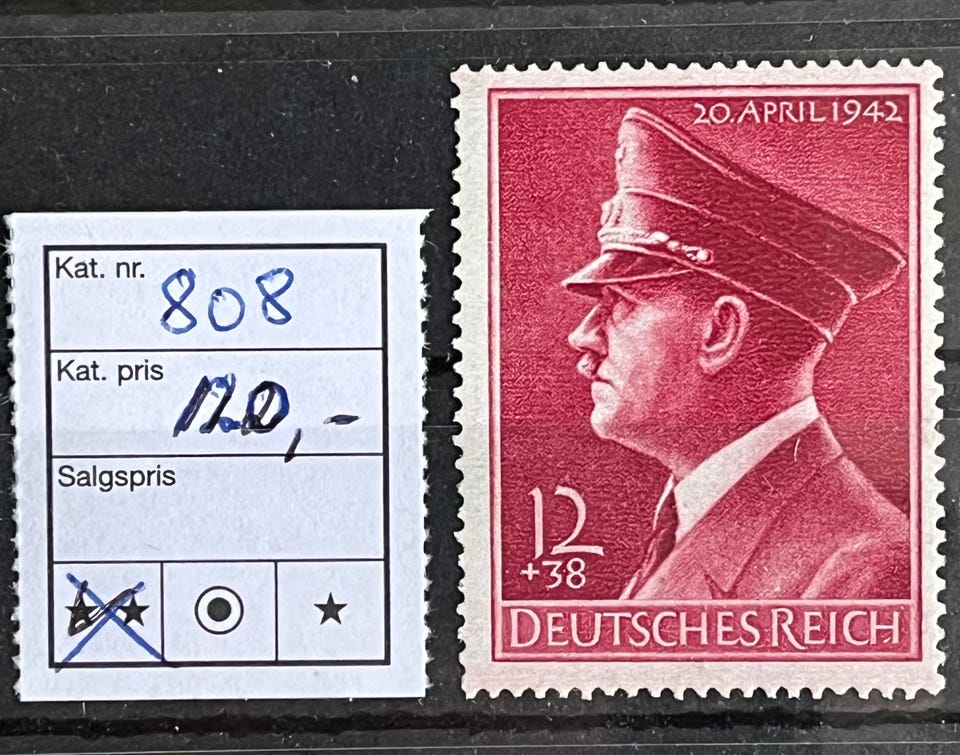 Kat. nr.
808
Kat. pris
120,-
Salgspris
20. APRIL 1942
12
+38
DEUTSCHES REICH